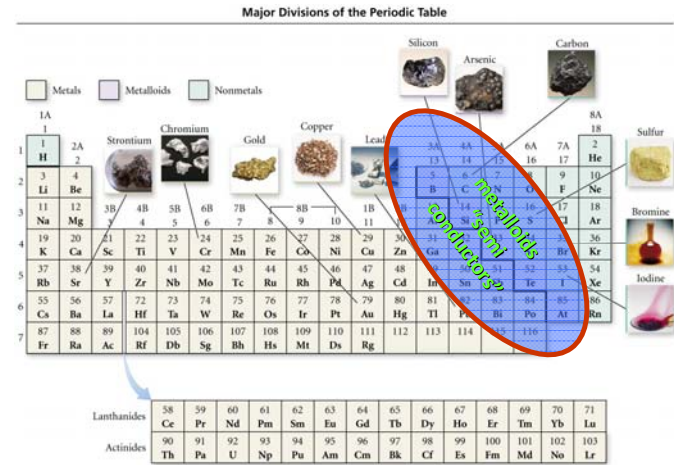 Major Divisions of the Periodic Table
Silicon
Carbon
Arsenic
Metals Metalloids Nonmetals
1A 8A
1 18
Strontium Chromium Gold Copper Lead Sulfur
1 2A 3A 4A 5A 6A 7A 2
1 H 2 13 14 15 16 17 He
3 4 5 6 7 8 9 10
2 Li Be B C N O F Ne
11 12 3B 4B 5B 6B 7B 8B 1B 2B 14 16 18
3 Na Mg 3 4 5 6 7 8 9 10 11 12 Si S Cl Ar
metalloids
"semi
conductors"
Bromine
19 20 21 22 23 24 25 26 27 28 29 30 31 35 36
4 K Ca Sc Ti V Cr Mn Fe Co Ni Cu Zn Ga Br Kr
Iodine
37 38 39 40 41 42 43 44 45 46 47 48 49 50 51 52 53 54
5 Rb Sr Y Zr Nb Mo Tc Ru Rh Pd Ag Cd In Sn Te I Xe
55 56 57 72 73 74 75 76 77 78 79 80 81 82 83 84 85 86
6 Cs Ba La Hf Ta W Re Os Ir Pt Au Hg Tl Pb Bi Po At Rn
87 88 89 104 105 106 107 108 109 110 111 112 113 114 115 116
7 Fr Ra Ac Rf Db Sg Bh Hs Mt Ds Rg
58 59 60 61 62 63 64 65 66 67 68 69 70 71
Lanthanides Ce Pr Nd Pm Sm Eu Gd Tb Dy Ho Er Tm Yb Lu
90 91 92 93 94 95 96 97 98 99 100 101 102 103
Actinides Th Pa U Np Pu Am Cm Bk Cf Es Fm Md No Lr